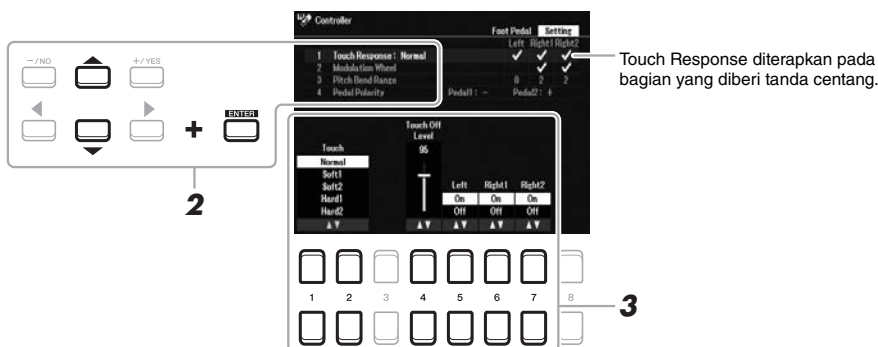 Controller
Foot Pedal Setting
Left Right1 Right2
1 Touch Response: Normal
2 Modulation Wheel
3 Pitch Bend Range 0 2 2
4 Pedal Polarity Pedal1: − Pedal2: +
Touch Response diterapkan pada
bagian yang diberi tanda centang.
−/NO
+/YES
ENTER
+
2
Touch Off
Level
Touch
95
Normal
Soft1
Soft2
Hard1
Hard2
Left Right1 Right2
On On On
Off Off Off
1 2 3 4 5 6 7 8
3